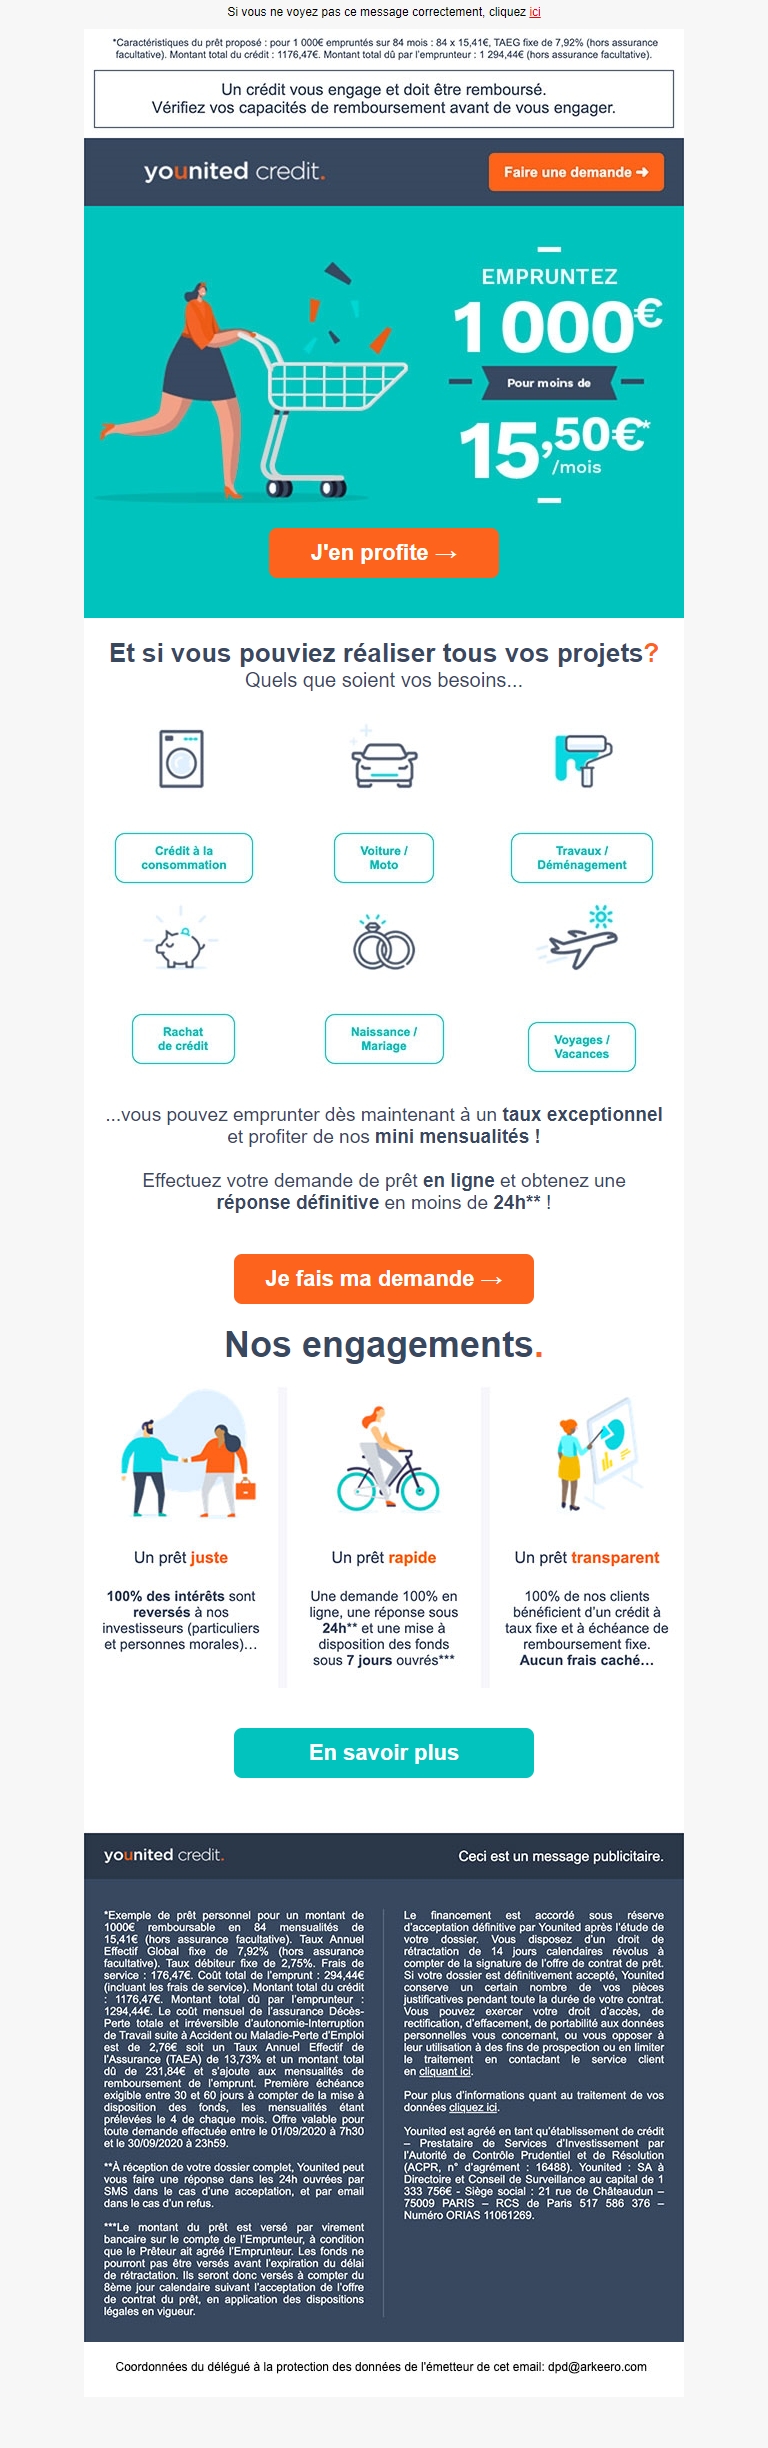 Si vous ne voyez pas ce message correctement, cliquez ici
*Caractéristiques du prêt proposé : pour 1 000€ empruntés sur 84 mois : 84 x 15,41€, TAEG fixe de 7,92% (hors assurance
facultative). Montant total du crédit : 1176,47€. Montant total dû par l'emprunteur : 1 294,44€ (hors assurance facultative).
Un crédit vous engage et doit être remboursé.
Vérifiez vos capacités de remboursement avant de vous engager.
younited credit.
Faire une demande ➜
EMPRUNTEZ
1 000€
Pour moins de
15,50€*
/mois
J'en profite →
Et si vous pouviez réaliser tous vos projets?
Quels que soient vos besoins...
Crédit à la
consommation
Voiture /
Moto
Travaux /
Déménagement
Rachat
de crédit
Naissance /
Mariage
Voyages /
Vacances
...vous pouvez emprunter dès maintenant à un taux exceptionnel
et profiter de nos mini mensualités !
Effectuez votre demande de prêt en ligne et obtenez une
réponse définitive en moins de 24h** !
Je fais ma demande →
Nos engagements.
Un prêt juste
100% des intérêts sont
reversés à nos
investisseurs (particuliers
et personnes morales)…
Un prêt rapide
Une demande 100% en
ligne, une réponse sous
24h** et une mise à
disposition des fonds
sous 7 jours ouvrés***
Un prêt transparent
100% de nos clients
bénéficient d'un crédit à
taux fixe et à échéance de
remboursement fixe.
Aucun frais caché…
En savoir plus
younited credit.
Ceci est un message publicitaire.
*Exemple de prêt personnel pour un montant de
1000€ remboursable en 84 mensualités de
15,41€ (hors assurance facultative). Taux Annuel
Effectif Global fixe de 7,92% (hors assurance
facultative). Taux débiteur fixe de 2,75%. Frais de
service : 176,47€. Coût total de l'emprunt : 294,44€
(incluant les frais de service). Montant total du crédit
: 1176,47€. Montant total dû par l'emprunteur :
1294,44€. Le coût mensuel de l'assurance Décès-
Perte totale et irréversible d'autonomie-Interruption
de Travail suite à Accident ou Maladie-Perte d'Emploi
est de 2,76€ soit un Taux Annuel Effectif de
l'Assurance (TAEA) de 13,73% et un montant total
dû de 231,84€ et s'ajoute aux mensualités de
remboursement de l'emprunt. Première échéance
exigible entre 30 et 60 jours à compter de la mise à
disposition des fonds, les mensualités étant
prélevées le 4 de chaque mois. Offre valable pour
toute demande effectuée entre le 01/09/2020 à 7h30
et le 30/09/2020 à 23h59.
**À réception de votre dossier complet, Younited peut
vous faire une réponse dans les 24h ouvrées par
SMS dans le cas d'une acceptation, et par email
dans le cas d'un refus.
***Le montant du prêt est versé par virement
bancaire sur le compte de l'Emprunteur, à condition
que le Prêteur ait agréé l'Emprunteur. Les fonds ne
pourront pas être versés avant l'expiration du délai
de rétractation. Ils seront donc versés à compter du
8ème jour calendaire suivant l'acceptation de l'offre
de contrat du prêt, en application des dispositions
légales en vigueur.
Le financement est accordé sous réserve
d'acceptation définitive par Younited après l'étude de
votre dossier. Vous disposez d'un droit de
rétractation de 14 jours calendaires révolus à
compter de la signature de l'offre de contrat de prêt.
Si votre dossier est définitivement accepté, Younited
conserve un certain nombre de vos pièces
justificatives pendant toute la durée de votre contrat.
Vous pouvez exercer votre droit d'accès, de
rectification, d'effacement, de portabilité aux données
personnelles vous concernant, ou vous opposer à
leur utilisation à des fins de prospection ou en limiter
le traitement en contactant le service client
en cliquant ici.
Pour plus d'informations quant au traitement de vos
données cliquez ici.
Younited est agréé en tant qu'établissement de crédit
– Prestataire de Services d'Investissement par
l'Autorité de Contrôle Prudentiel et de Résolution
(ACPR, n° d'agrément : 16488). Younited : SA à
Directoire et Conseil de Surveillance au capital de 1
333 756€ - Siège social : 21 rue de Châteaudun –
75009 PARIS – RCS de Paris 517 586 376 –
Numéro ORIAS 11061269.
Coordonnées du délégué à la protection des données de l'émetteur de cet email: dpd@arkeero.com